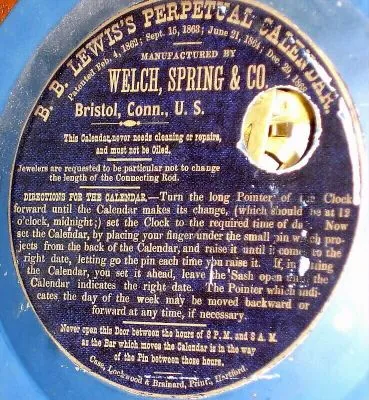 B. B. LEWIS'S PERPETUAL CALENDAR.
Patented Feb. 4, 1862; Sept. 15, 1863; June 21, 1864; Dec. 29, 1868
MANUFACTURED BY
WELCH, SPRING & CO.
Bristol, Conn., U. S.
This Calendar never needs cleaning or repairs,
and must not be Oiled.
Jewelers are requested to be particular not to change
the length of the Connecting Rod.
DIRECTIONS FOR THE CALENDAR.—Turn the long Pointer of Clock
forward until the Calendar makes its change, (which should be at 12
o'clock, midnight); set the Clock to the required time of Now
set the Calendar, by placing your finger under the small pin which pro-
jects from the back of the Calendar, and raise it until it comes to the
right date, letting go the pin each time you raise it. If, in
the Calendar, you set it ahead, leave the Sash open the
Calendar indicates the right date. The Pointer which indi-
cates the day of the week may be moved backward or
forward at any time, if necessary.
Never open this Door between the hours of 8 P. M. and 2 A. M.
as the Bar which moves the Calendar is in the way
of the Pin between those hours.
Case, Lockwood & Brainard, Print., Hartford.